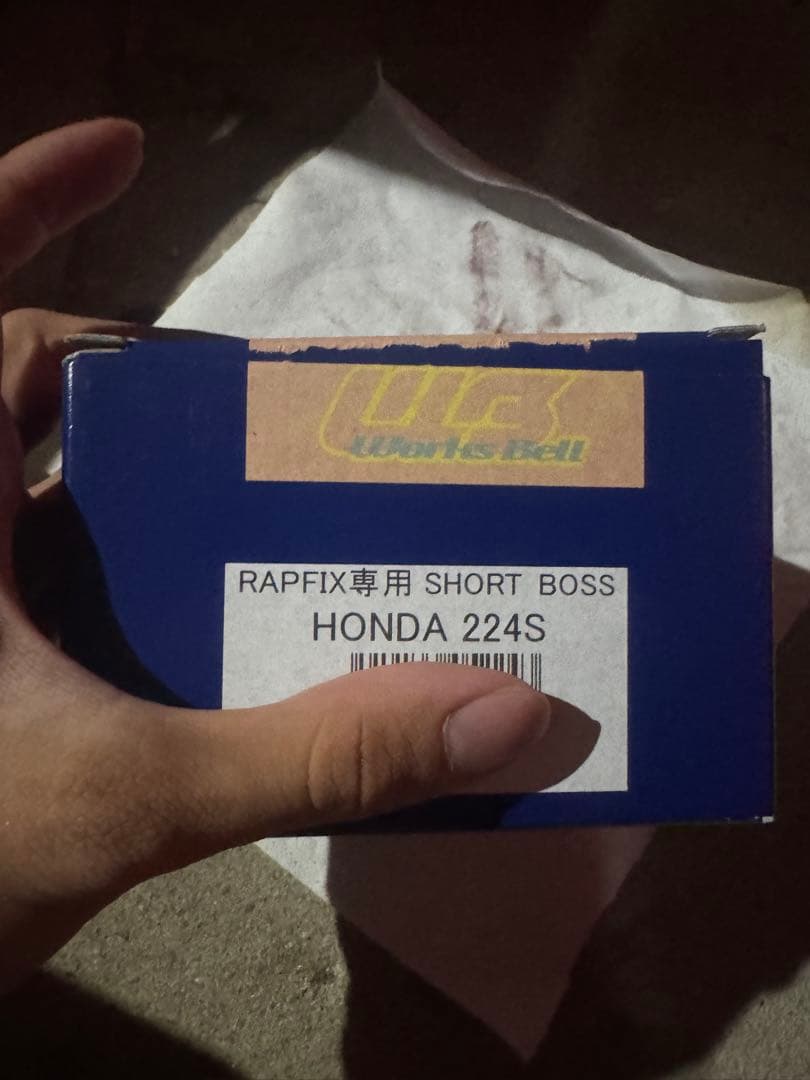 Works Bell
RAPFIX専用 SHORT BOSS
HONDA 224S